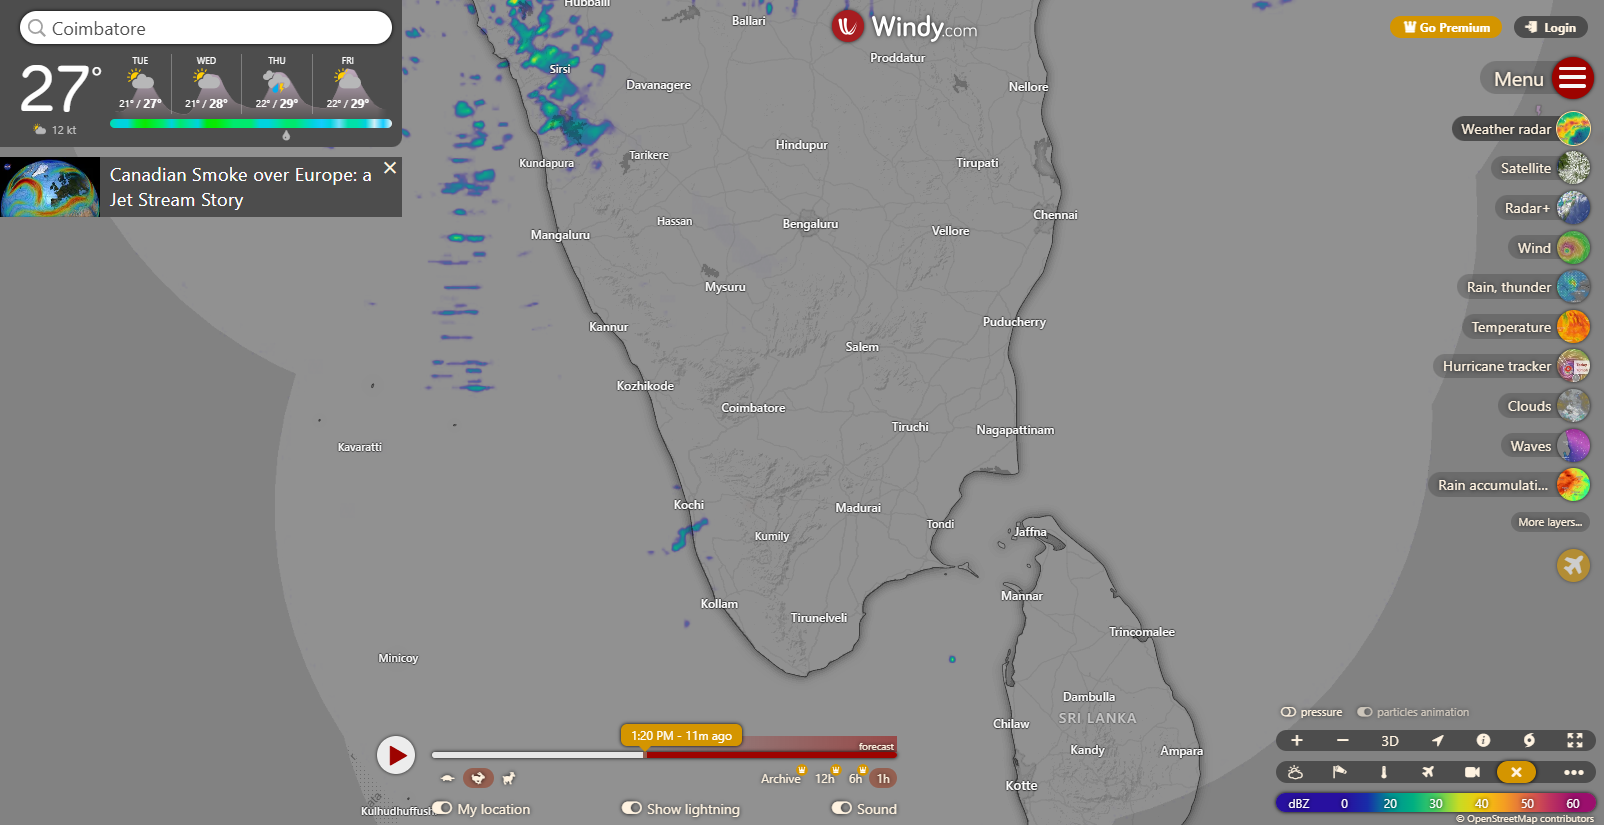 Coimbatore
27°
12 kt
TUE
21° / 27°
WED
21° / 28°
THU
22° / 29°
FRI
22° / 29°
Canadian Smoke over Europe: a
Jet Stream Story
Windy.com
Go Premium
Login
Menu
Weather radar
Satellite
Radar+
Wind
Rain, thunder
Temperature
Hurricane tracker
Clouds
Waves
Rain accumulati...
More layers...
Hubballi
Ballari
Proddatur
Sirsi
Davanagere
Nellore
Hindupur
Kundapura
Tarikere
Tirupati
Chennai
Hassan
Bengaluru
Vellore
Mangaluru
Mysuru
Kannur
Puducherry
Salem
Kozhikode
Coimbatore
Tiruchi
Nagapattinam
Kavaratti
Kochi
Madurai
Tondi
Jaffna
Kumily
Mannar
Kollam
Tirunelveli
Trincomalee
Minicoy
Dambulla
SRI LANKA
Chilaw
Kandy
Ampara
Kotte
Kulhudhuffush
1:20 PM - 11m ago
forecast
Archive
12h
6h
1h
My location
Show lightning
Sound
pressure
particles animation
+
−
3D
dBZ 0 20 30 40 50 60
© OpenStreetMap contributors